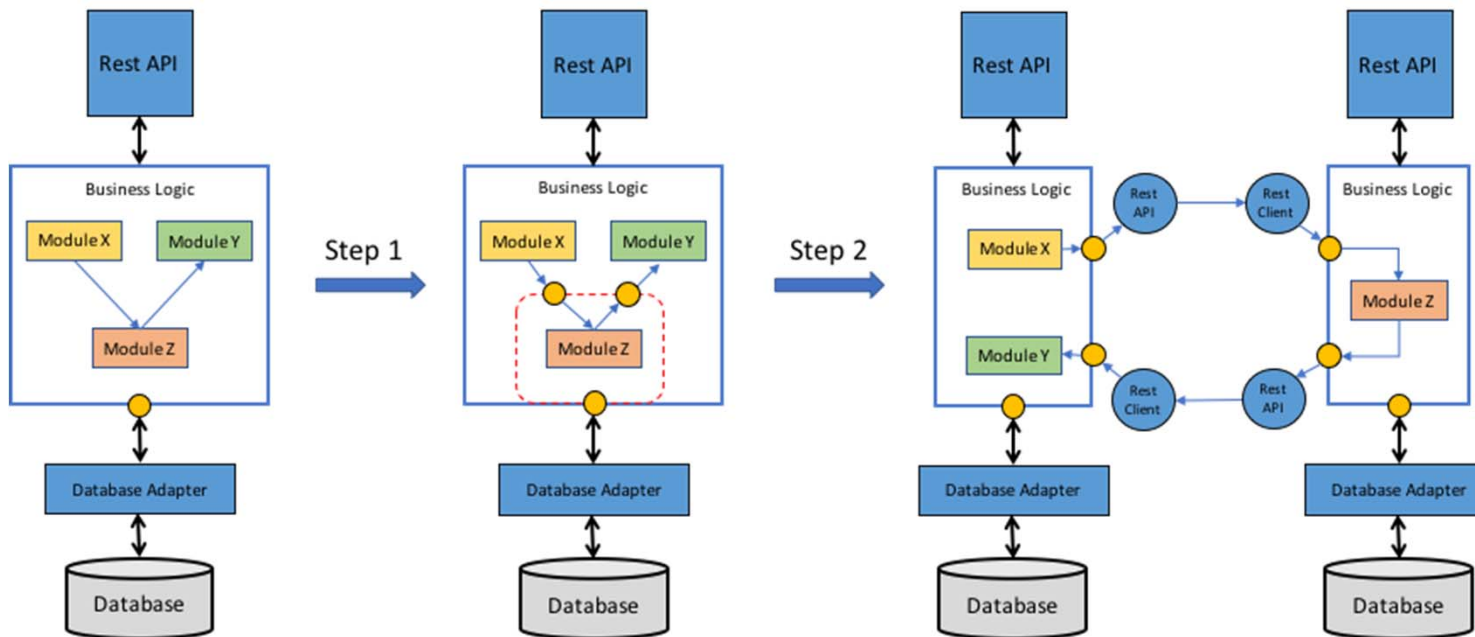 Rest API
Business Logic
Module X
Module Y
Module Z
Database Adapter
Database
Step 1
Rest API
Business Logic
Module X
Module Y
Module Z
Database Adapter
Database
Step 2
Rest API
Business Logic
Module X
Module Y
Database Adapter
Database
Rest
API
Rest
Client
Rest
Client
Rest
API
Rest API
Business Logic
Module Z
Database Adapter
Database